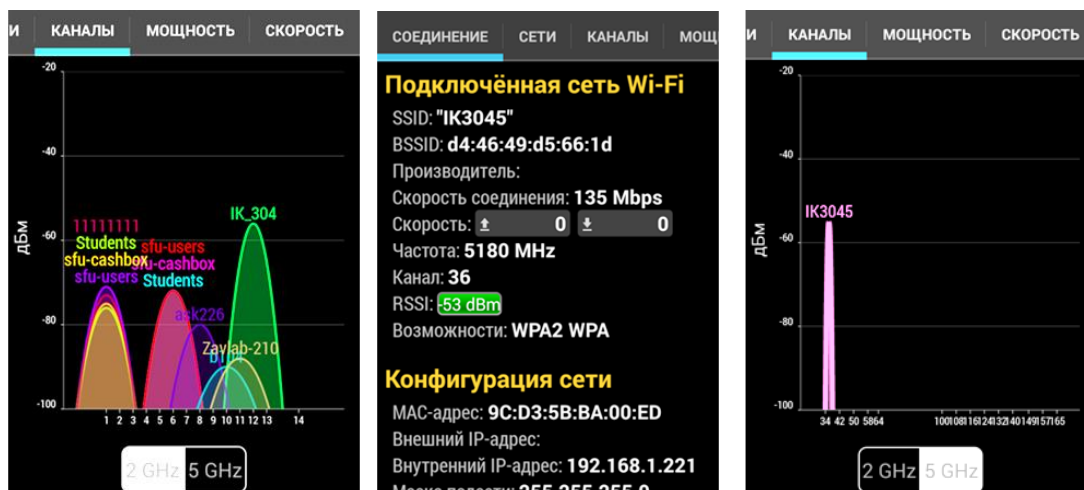 И КАНАЛЫ МОЩНОСТЬ СКОРОСТЬ
-20
-40
дБм
-60
-80
-100
11111111
Students
sfu-cashbox
sfu-users
sfu-users
sfu-cashbox
Students
ask226
IK_304
Zavlab-210
1 2 3 4 5 6 7 8 9 10 11 12 13 14
2 GHz 5 GHz
СОЕДИНЕНИЕ СЕТИ КАНАЛЫ МОЩ
Подключённая сеть Wi-Fi
SSID: "IK3045"
BSSID: d4:46:49:d5:66:1d
Производитель:
Скорость соединения: 135 Mbps
Скорость: 0 0
Частота: 5180 MHz
Канал: 36
RSSI: -53 dBm
Возможности: WPA2 WPA
Конфигурация сети
MAC-адрес: 9C:D3:5B:BA:00:ED
Внешний IP-адрес:
Внутренний IP-адрес: 192.168.1.221
И КАНАЛЫ МОЩНОСТЬ СКОРОСТЬ
-20
-40
дБм
-60
-80
-100
IK3045
34 42 50 5864
2 GHz 5 GHz